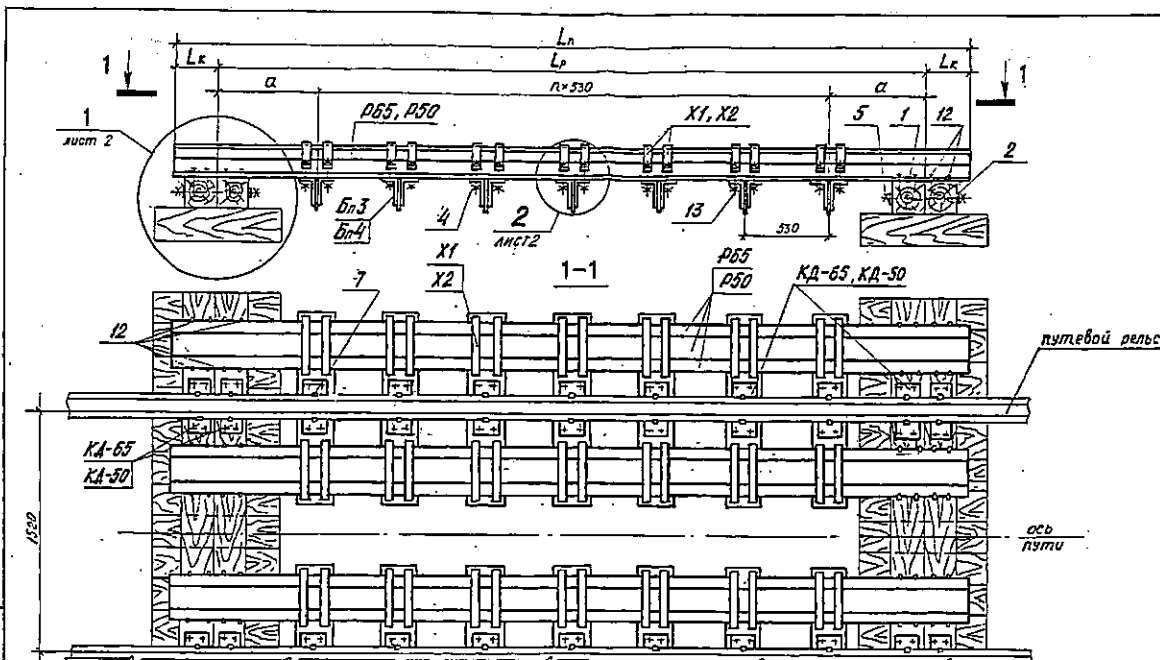 Lп
Lк
Lр
Lк
1
1
a
n×530
a
1
лист 2
Р65, Р50
Х1, Х2
5
1
12
2
Бп3
Бп4
4
2
лист2
13
530
Х1
Х2
1-1
Р65
Р50
КД-65, КД-50
7
12
путевой рельс
КД-65
КД-50
1520
ось
пути